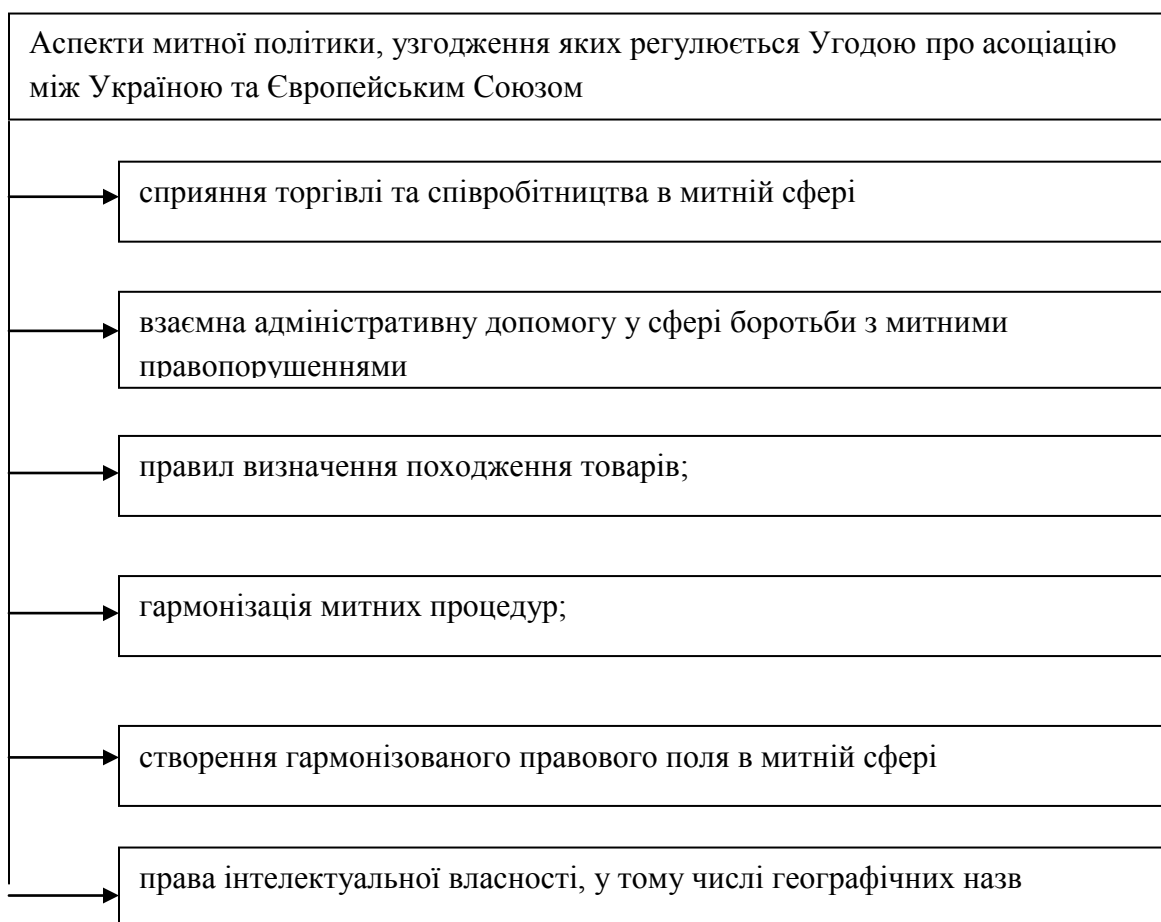 Аспекти митної політики, узгодження яких регулюється Угодою про асоціацію
між Україною та Європейським Союзом
сприяння торгівлі та співробітництва в митній сфері
взаємна адміністративну допомогу у сфері боротьби з митними
правопорушеннями
правил визначення походження товарів;
гармонізація митних процедур;
створення гармонізованого правового поля в митній сфері
права інтелектуальної власності, у тому числі географічних назв